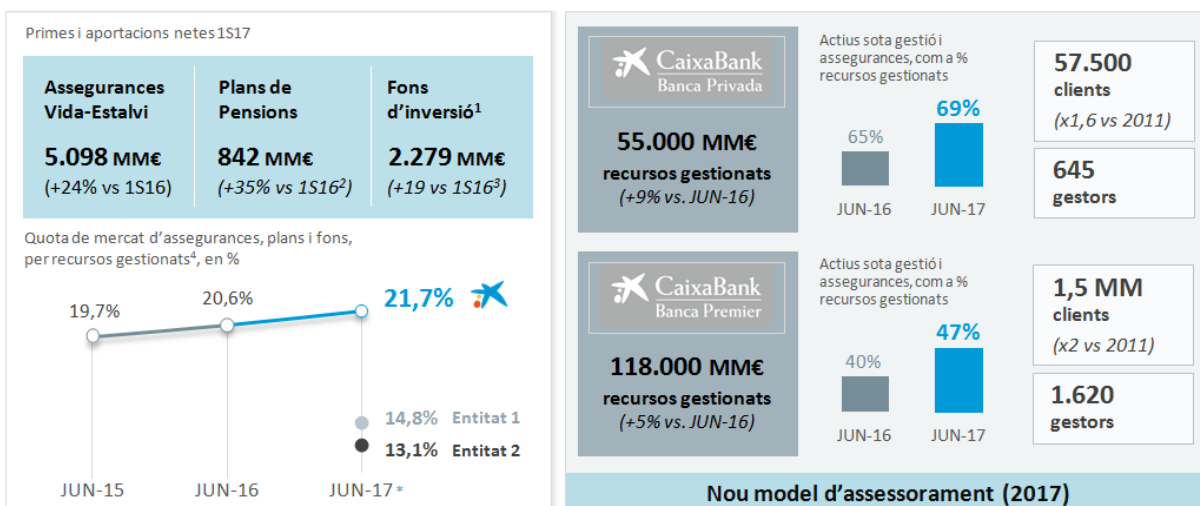 Primes i aportacions netes 1S17
Assegurances
Vida-Estalvi
5.098 MM€
(+24% vs 1S16)
Plans de
Pensions
842 MM€
(+35% vs 1S16²)
Fons
d'inversió¹
2.279 MM€
(+19 vs 1S16³)
Quota de mercat d'assegurances, plans i fons,
per recursos gestionats⁴, en %
19,7%
20,6%
21,7%
14,8% Entitat 1
13,1% Entitat 2
JUN-15
JUN-16
JUN-17*
CaixaBank
Banca Privada
55.000 MM€
recursos gestionats
(+9% vs. JUN-16)
Actius sota gestió i
assegurances, com a %
recursos gestionats
65%
69%
JUN-16
JUN-17
57.500
clients
(x1,6 vs 2011)
645
gestors
CaixaBank
Banca Premier
118.000 MM€
recursos gestionats
(+5% vs. JUN-16)
Actius sota gestió i
assegurances, com a %
recursos gestionats
40%
47%
JUN-16
JUN-17
1,5 MM
clients
(x2 vs 2011)
1.620
gestors
Nou model d'assessorament (2017)